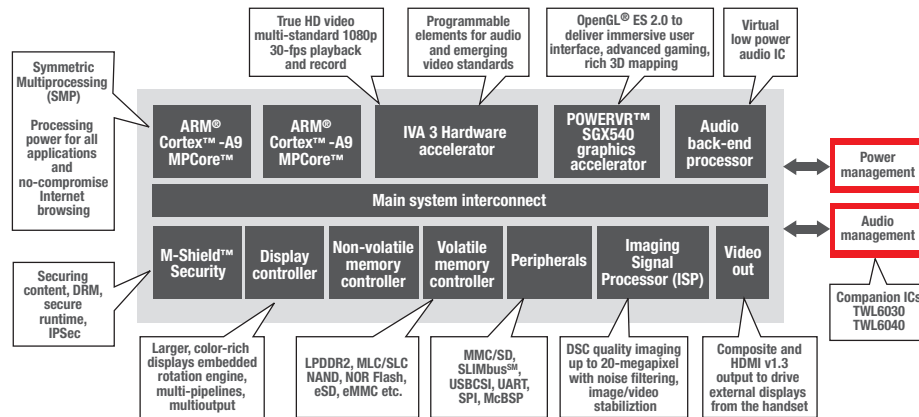 True HD video
multi-standard 1080p
30-fps playback
and record
Programmable
elements for audio
and emerging
video standards
OpenGL® ES 2.0 to
deliver immersive user
interface, advanced gaming,
rich 3D mapping
Virtual
low power
audio IC
Symmetric
Multiprocessing
(SMP)
Processing
power for all
applications
and
no-compromise
Internet
browsing
ARM®
Cortex™ -A9
MPCore™
ARM®
Cortex™ -A9
MPCore™
IVA 3 Hardware
accelerator
POWERVR™
SGX540
graphics
accelerator
Audio
back-end
processor
Power
management
Main system interconnect
Audio
management
M-Shield™
Security
Display
controller
Non-volatile
memory
controller
Volatile
memory
controller
Peripherals
Imaging
Signal
Processor (ISP)
Video
out
Securing
content, DRM,
secure
runtime,
IPSec
Companion ICs
TWL6030
TWL6040
Larger, color-rich
displays embedded
rotation engine,
multi-pipelines,
multioutput
LPDDR2, MLC/SLC
NAND, NOR Flash,
eSD, eMMC etc.
MMC/SD,
SLIMbus℠,
USBCSI, UART,
SPI, McBSP
DSC quality imaging
up to 20-megapixel
with noise filtering,
image/video
stabiliztion
Composite and
HDMI v1.3
output to drive
external displays
from the handset